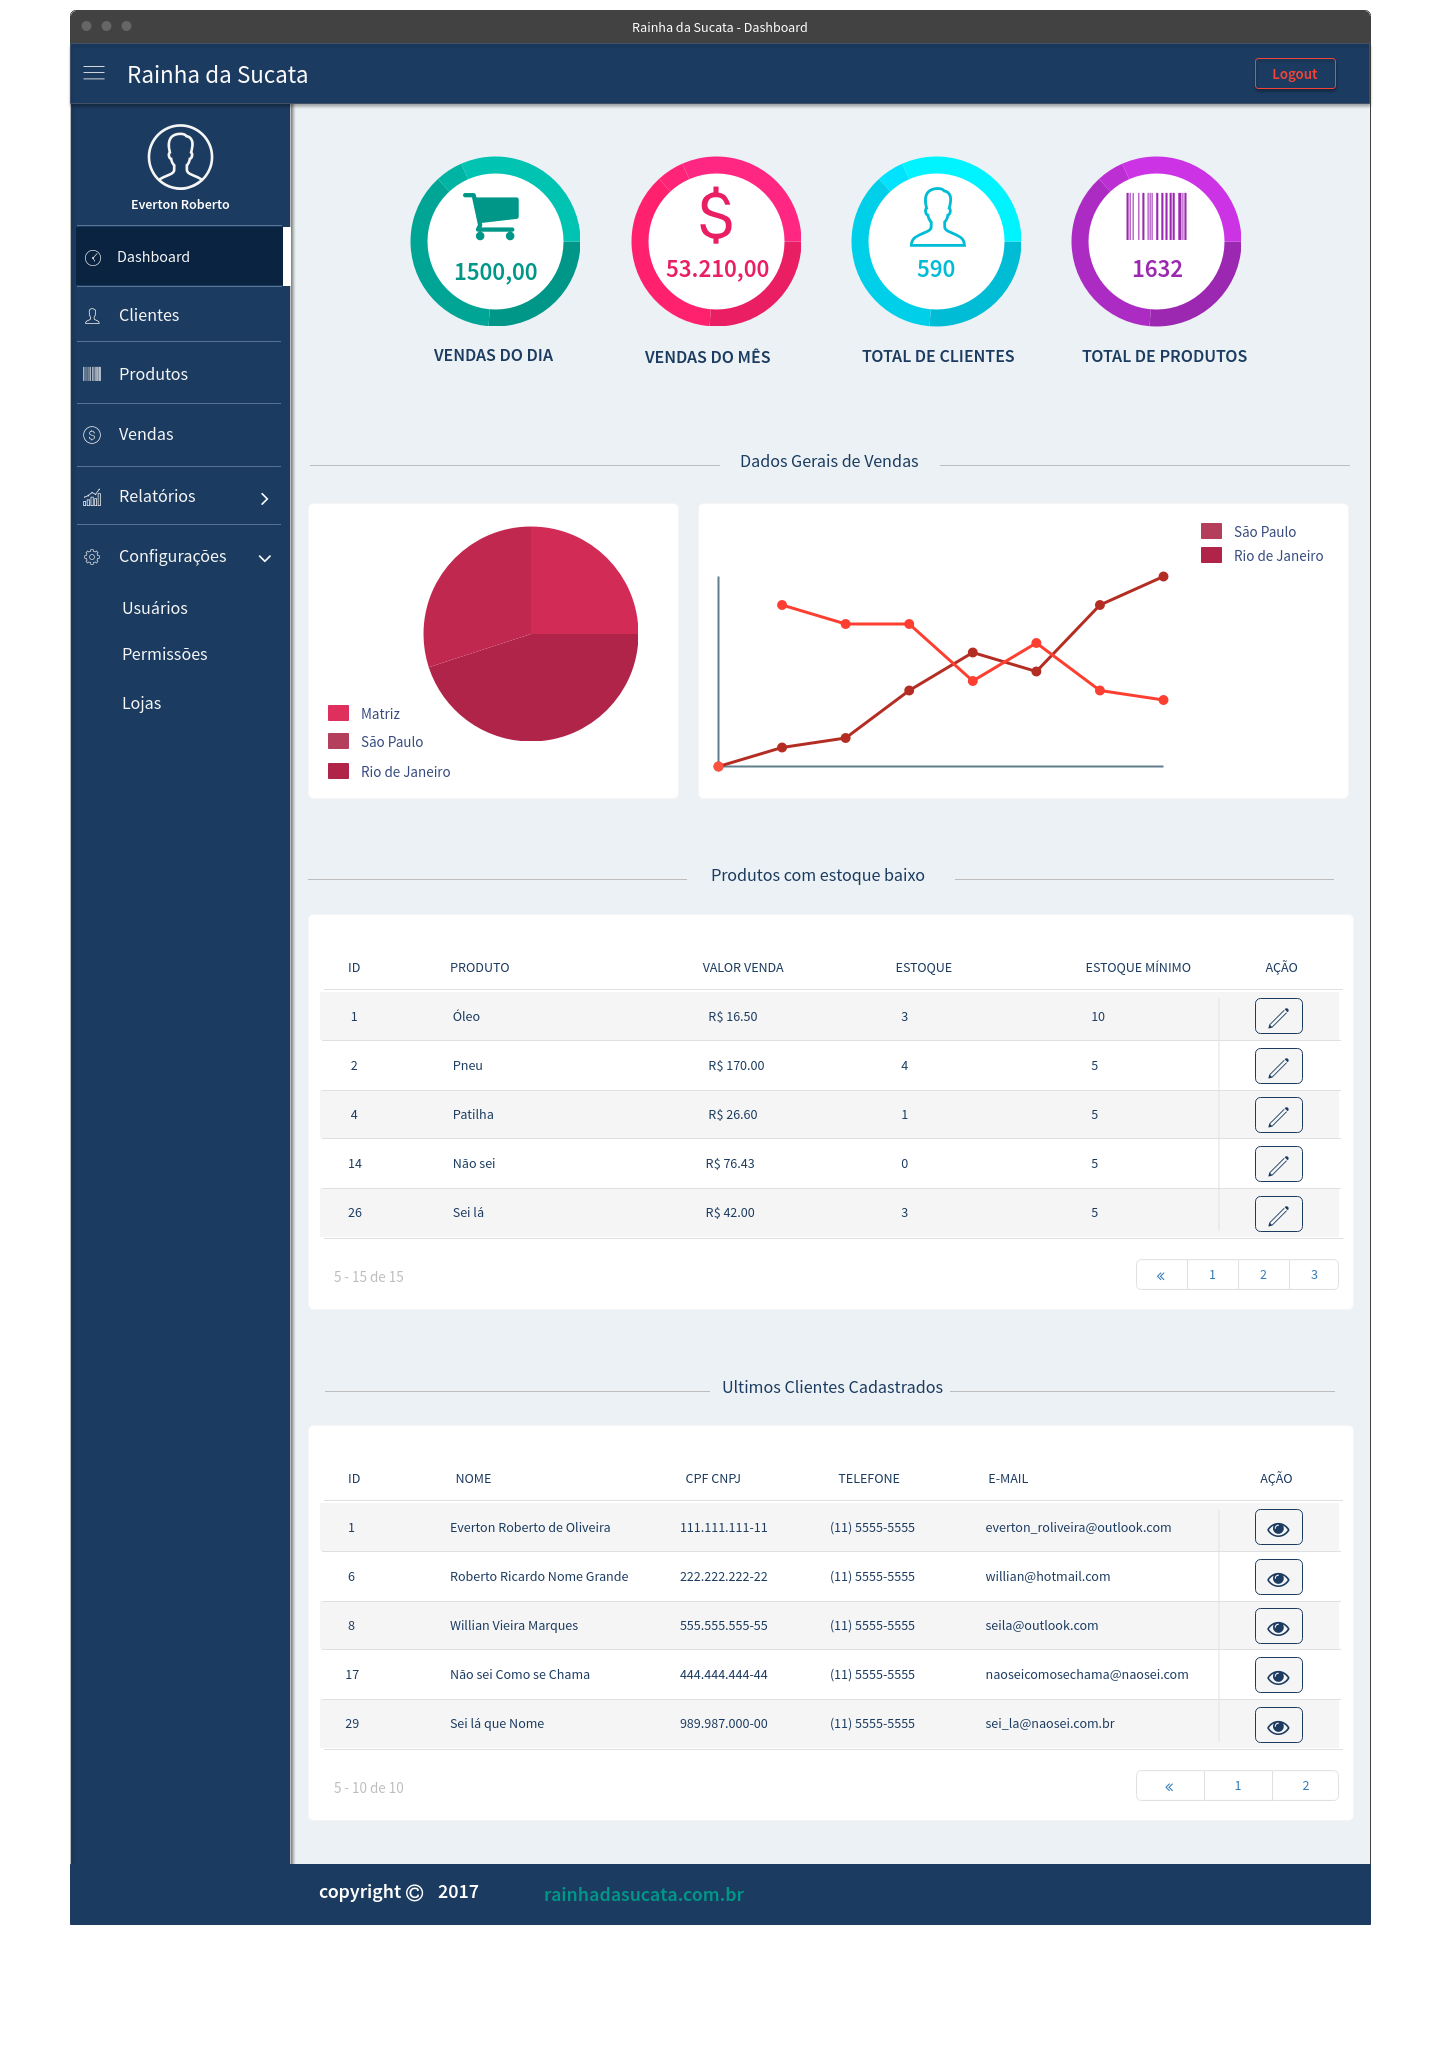 Rainha da Sucata - Dashboard
Rainha da Sucata
Logout
Everton Roberto
Dashboard
Clientes
Produtos
Vendas
Relatórios
Configurações
Usuários
Permissões
Lojas
1500,00
53.210,00
590
1632
VENDAS DO DIA
VENDAS DO MÊS
TOTAL DE CLIENTES
TOTAL DE PRODUTOS
Dados Gerais de Vendas
Matriz
São Paulo
Rio de Janeiro
São Paulo
Rio de Janeiro
Produtos com estoque baixo
ID PRODUTO VALOR VENDA ESTOQUE ESTOQUE MÍNIMO AÇÃO
1 Óleo R$ 16.50 3 10
2 Pneu R$ 170.00 4 5
4 Patilha R$ 26.60 1 5
14 Não sei R$ 76.43 0 5
26 Sei lá R$ 42.00 3 5
5 - 15 de 15 « 1 2 3
Ultimos Clientes Cadastrados
ID NOME CPF CNPJ TELEFONE E-MAIL AÇÃO
1 Everton Roberto de Oliveira 111.111.111-11 (11) 5555-5555 everton_roliveira@outlook.com
6 Roberto Ricardo Nome Grande 222.222.222-22 (11) 5555-5555 willian@hotmail.com
8 Willian Vieira Marques 555.555.555-55 (11) 5555-5555 seila@outlook.com
17 Não sei Como se Chama 444.444.444-44 (11) 5555-5555 naoseicomosechama@naosei.com
29 Sei lá que Nome 989.987.000-00 (11) 5555-5555 sei_la@naosei.com.br
5 - 10 de 10 « 1 2
copyright © 2017 rainhadasucata.com.br